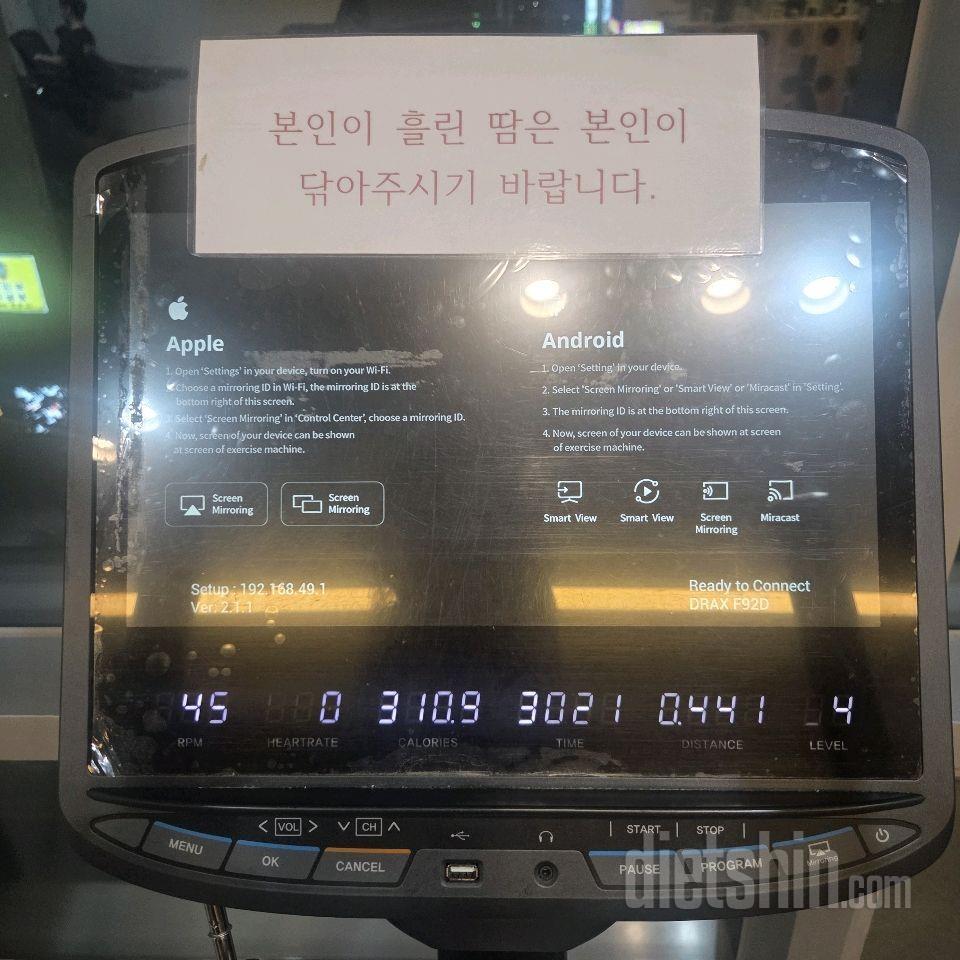 본인이 흘린 땀은 본인이
닦아주시기 바랍니다.
Apple
1. Open 'Settings' in your device, turn on your Wi-Fi.
Choose a mirroring ID in Wi-Fi, the mirroring ID is at the
bottom right of this screen.
Select 'Screen Mirroring' in 'Control Center', choose a mirroring ID.
4. Now, screen of your device can be shown
at screen of exercise machine.
Screen
Mirroring
Screen
Mirroring
Android
1. Open 'Setting' in your device.
2. Select 'Screen Mirroring' or 'Smart View' or 'Miracast' in 'Setting'.
3. The mirroring ID is at the bottom right of this screen.
4. Now, screen of your device can be shown at screen
of exercise machine.
Smart View
Smart View
Screen
Mirroring
Miracast
Setup : 192.168.49.1
Ver. 2.1.1
Ready to Connect
DRAX F92D
45 0 310.9 3021 0.441 4
RPM HEARTRATE CALORIES TIME DISTANCE LEVEL
< VOL > ∨ CH ∧ | START | STOP |
MENU OK CANCEL PAUSE PROGRAM Mirroring
dietshin.com